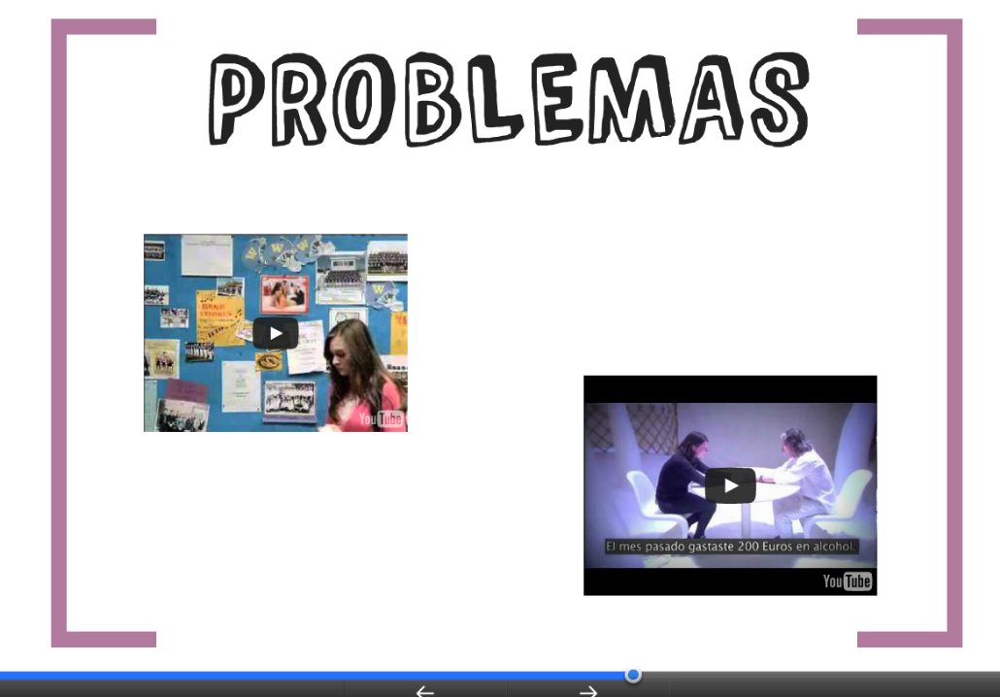 PROBLEMAS
W W W
W
YouTube
El mes pasado gastaste 200 Euros en alcohol.
YouTube